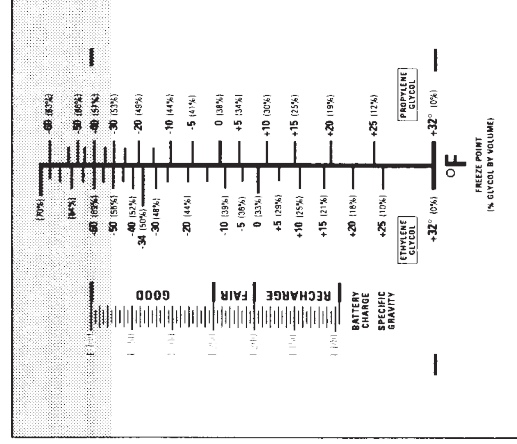 -60 (63%)
-50 (60%)
-40 (57%)
-30 (53%)
-20 (49%)
-10 (44%)
-5 (41%)
0 (38%)
+5 (34%)
+10 (30%)
+15 (25%)
+20 (19%)
+25 (12%)
PROPYLENE
GLYCOL
+32° (0%)
(70%)
(64%)
-60
-50 (56%)
-40 (52%)
-34 (50%)
-30 (48%)
-20 (44%)
-10 (39%)
-5 (36%)
0 (33%)
+5 (29%)
+10 (25%)
+15 (21%)
+20 (16%)
+25 (10%)
ETHYLENE
GLYCOL
+32° (0%)
°F
FREEZE POINT
(% GLYCOL BY VOLUME)
GOOD
FAIR
RECHARGE
BATTERY
CHARGE
SPECIFIC
GRAVITY